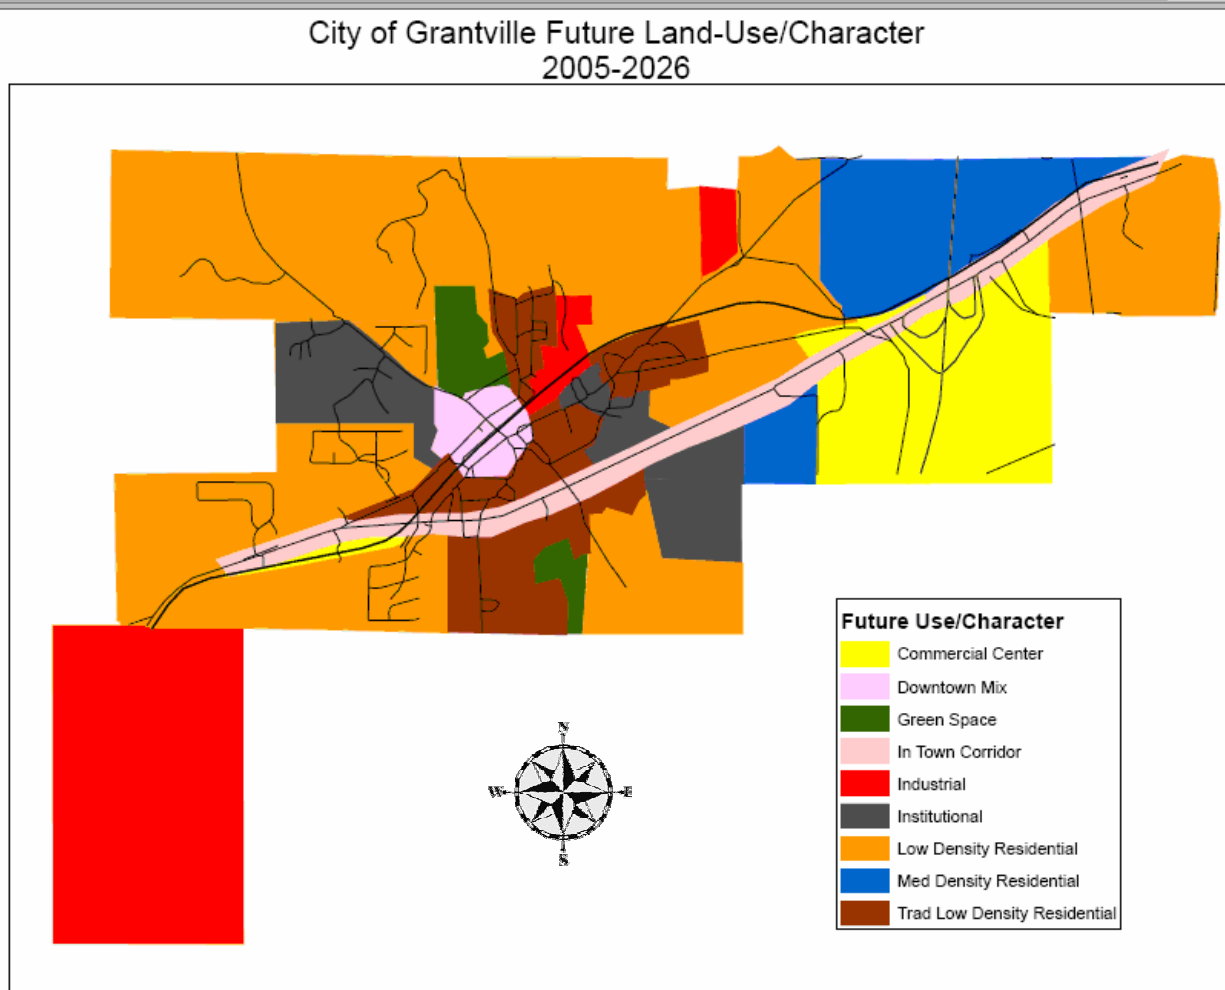 City of Grantville Future Land-Use/Character
2005-2026
Future Use/Character
Commercial Center
Downtown Mix
Green Space
In Town Corridor
Industrial
Institutional
Low Density Residential
Med Density Residential
Trad Low Density Residential
N
W
E
S